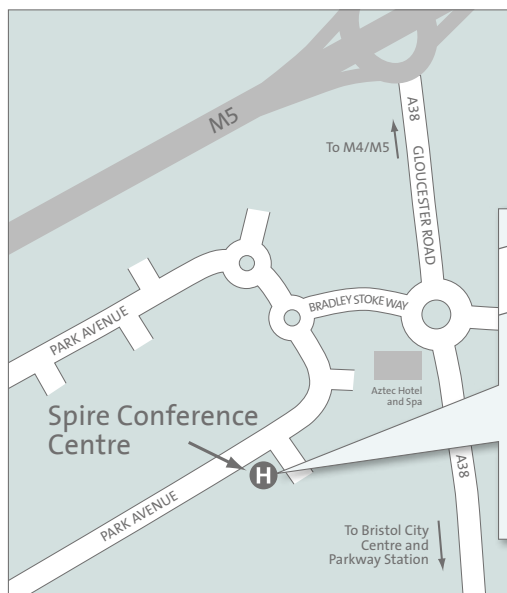 M5
A38
To M4/M5
GLOUCESTER ROAD
BRADLEY STOKE WAY
PARK AVENUE
Aztec Hotel
and Spa
Spire Conference
Centre
H
A38
PARK AVENUE
To Bristol City
Centre and
Parkway Station